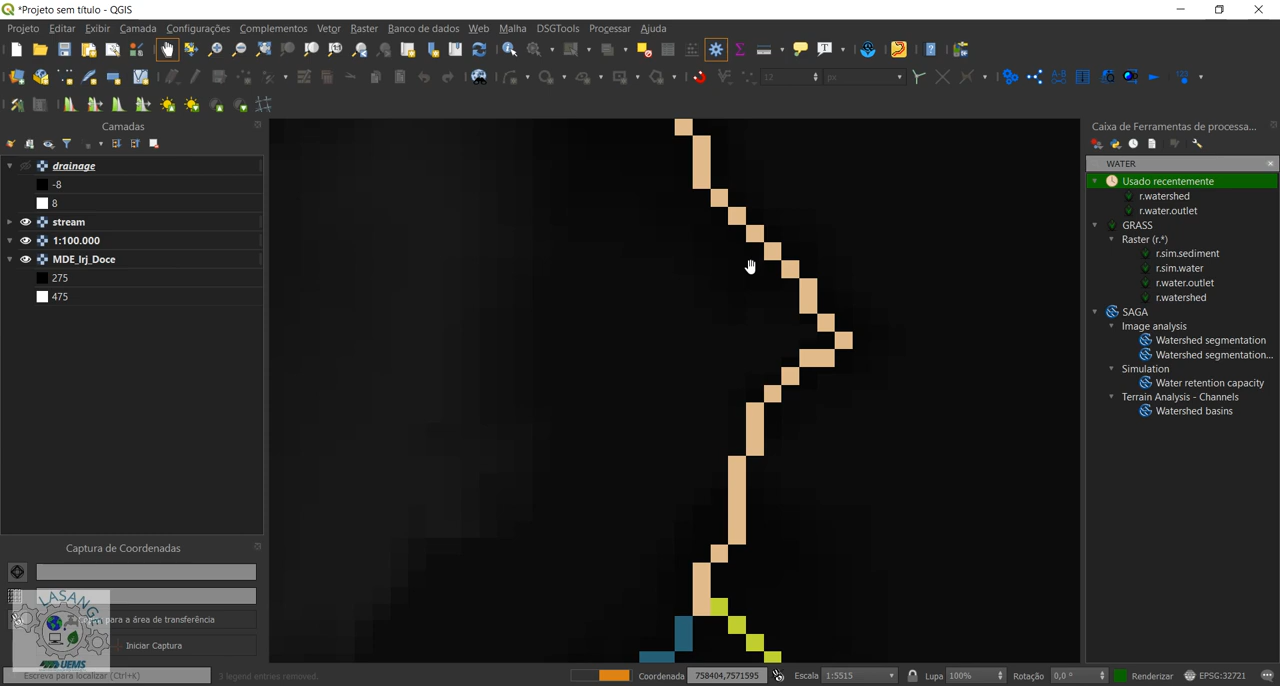 *Projeto sem título - QGIS
Projeto Editar Exibir Camada Configurações Complementos Vetor Raster Banco de dados Web Malha DSGTools Processar Ajuda
12 px
Camadas
drainage
-8
8
stream
1:100.000
MDE_Irj_Doce
275
475
Captura de Coordenadas
para a área de transferência
Iniciar Captura
LASANG
UEMS
Caixa de Ferramentas de processa...
WATER
Usado recentemente
r.watershed
r.water.outlet
GRASS
Raster (r.*)
r.sim.sediment
r.sim.water
r.water.outlet
r.watershed
SAGA
Image analysis
Watershed segmentation
Watershed segmentation...
Simulation
Water retention capacity
Terrain Analysis - Channels
Watershed basins
Escreva para localizar (Ctrl+K) 3 legend entries removed. Coordenada 758404,7571595 Escala 1:5515 Lupa 100% Rotação 0,0 ° Renderizar EPSG:32721